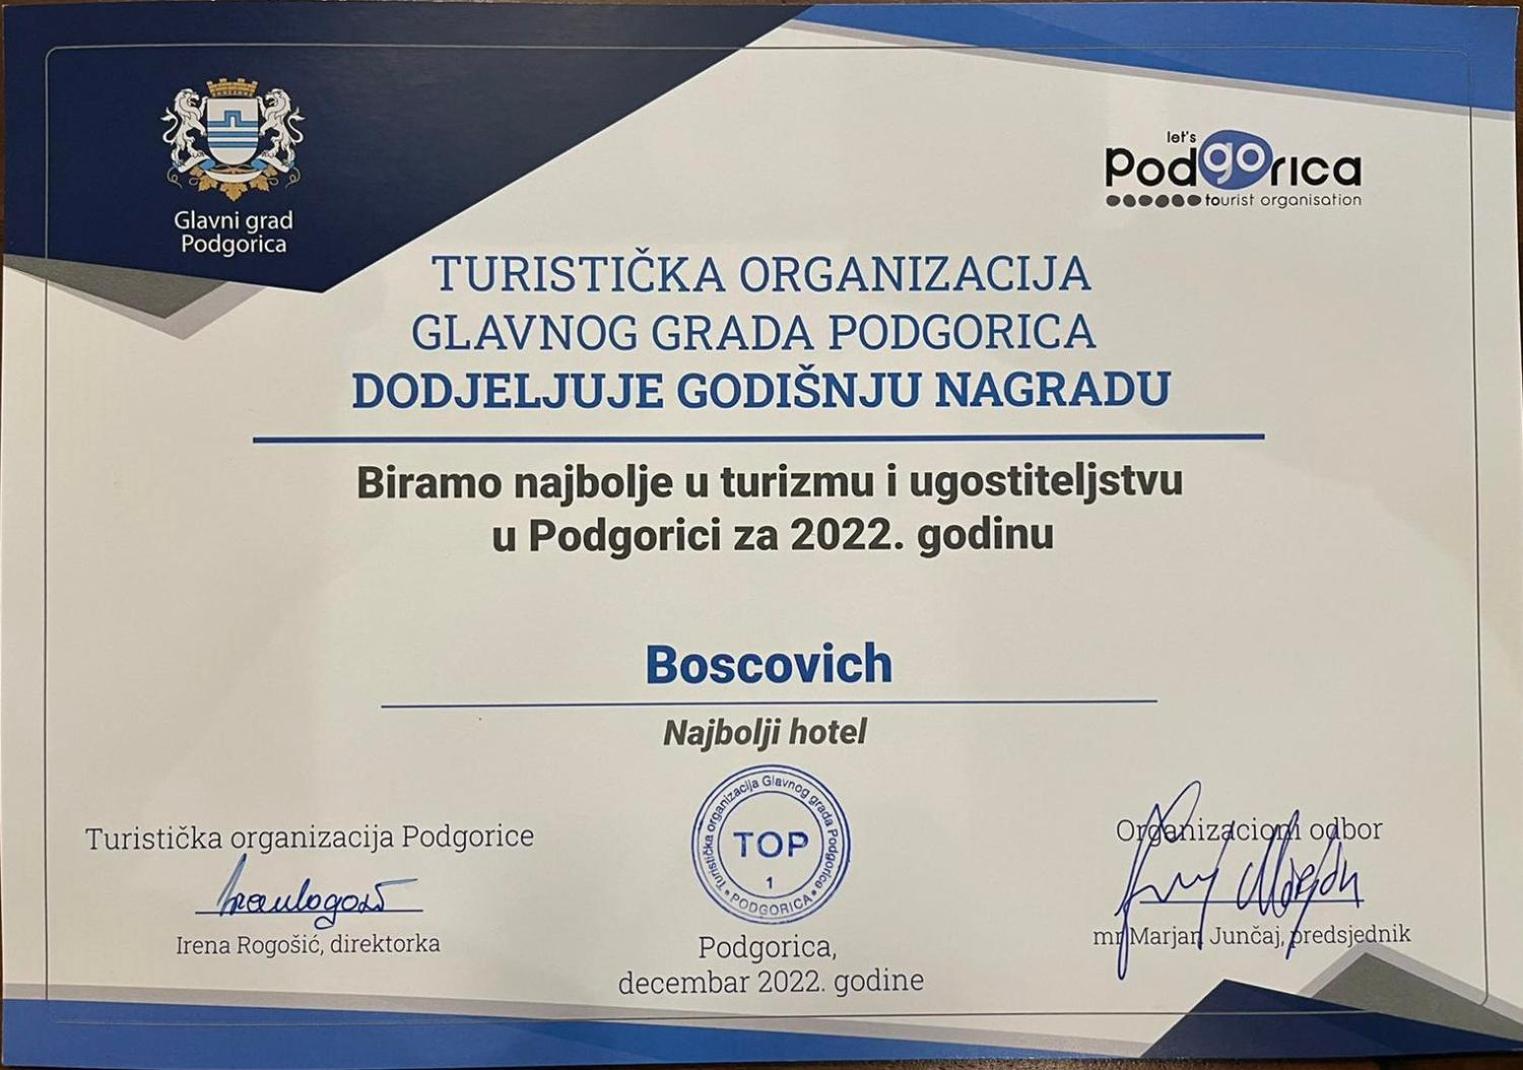 Glavni grad
Podgorica
let's
Podgorica
tourist organisation
TURISTIČKA ORGANIZACIJA
GLAVNOG GRADA PODGORICA
DODJELJUJE GODIŠNJU NAGRADU
Biramo najbolje u turizmu i ugostiteljstvu
u Podgorici za 2022. godinu
Boscovich
Najbolji hotel
Turistička organizacija Podgorice
Irena Rogošić, direktorka
Turistička organizacija Glavnog grada Podgorice
TOP
1
PODGORICA
Podgorica,
decembar 2022. godine
Organizacioni odbor
mr Marjan Junčaj, predsjednik